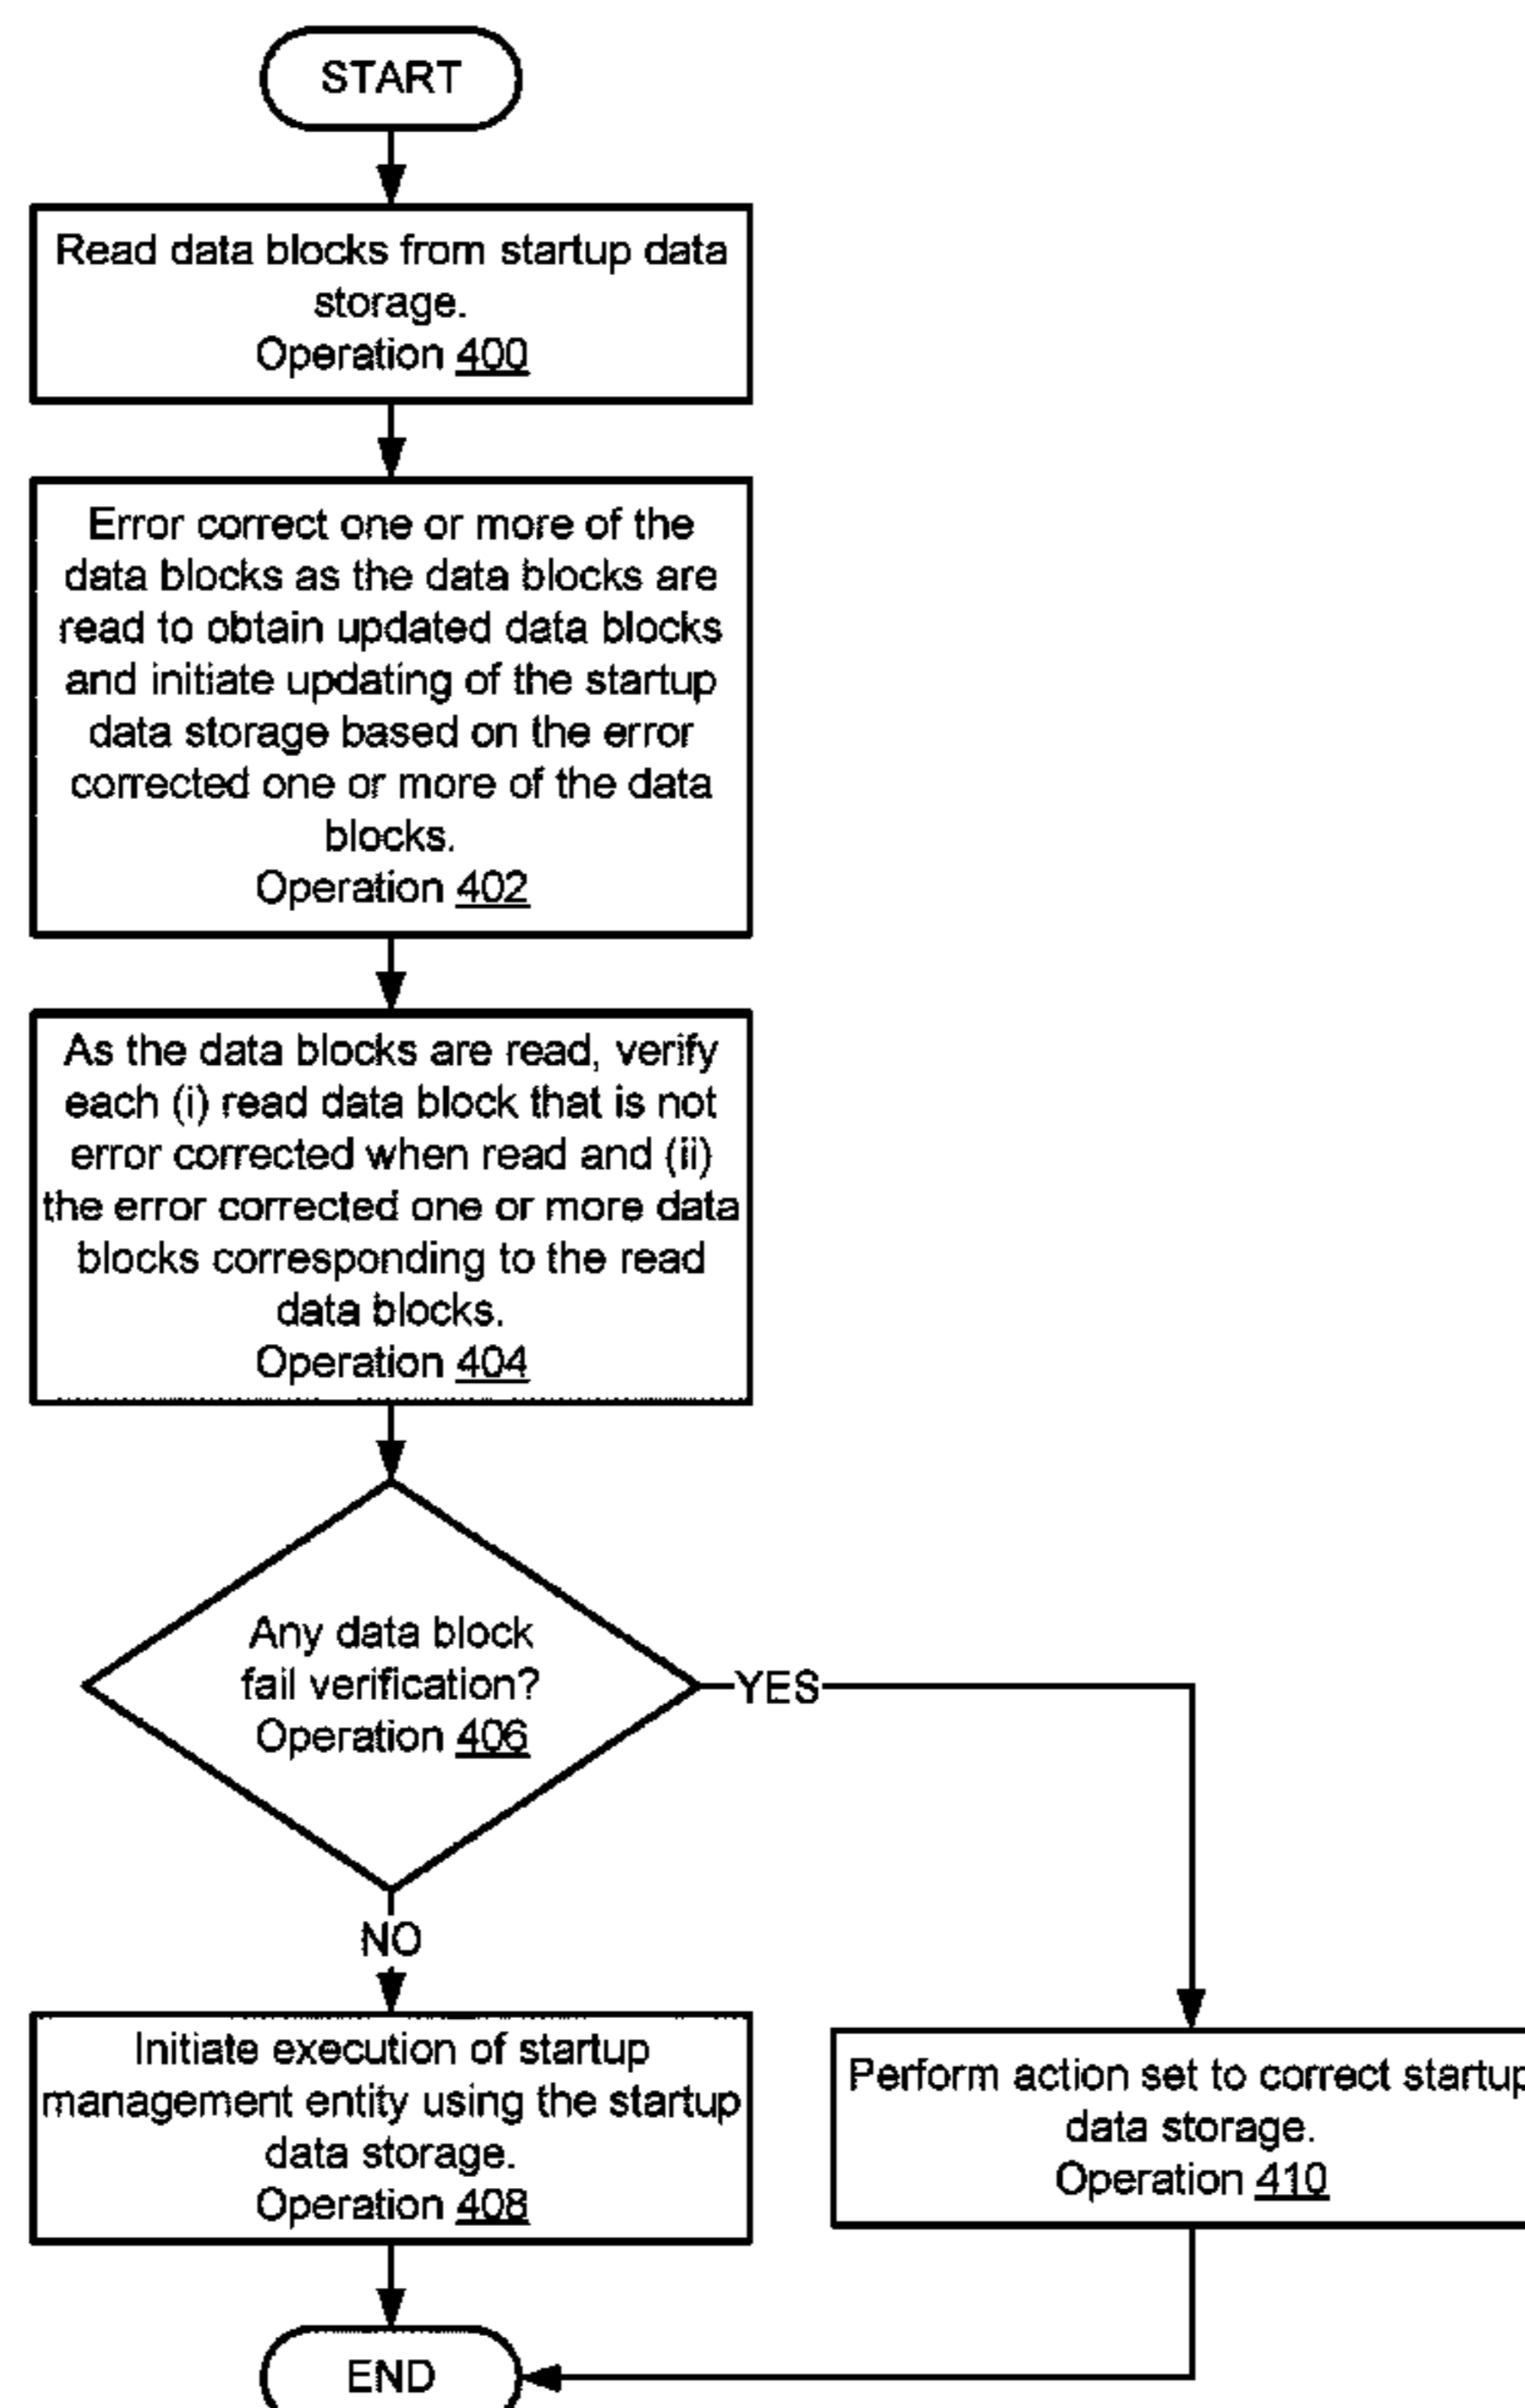 START
Read data blocks from startup data
storage.
Operation 400
Error correct one or more of the
data blocks as the data blocks are
read to obtain updated data blocks
and initiate updating of the startup
data storage based on the error
corrected one or more of the data
blocks.
Operation 402
As the data blocks are read, verify
each (i) read data block that is not
error corrected when read and (ii)
the error corrected one or more data
blocks corresponding to the read
data blocks.
Operation 404
Any data block
fail verification?
Operation 406
YES
NO
Initiate execution of startup
management entity using the startup
data storage.
Operation 408
Perform action set to correct startup
data storage.
Operation 410
END